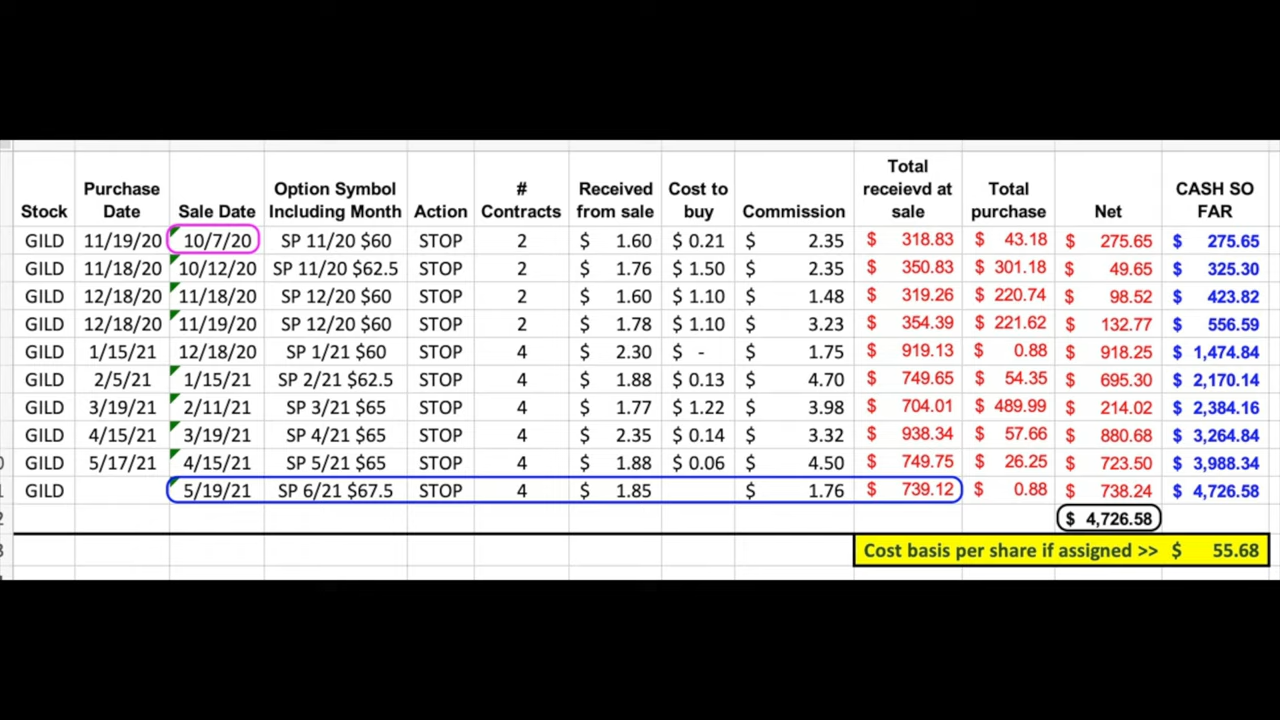 Stock Purchase Date Sale Date Option Symbol Including Month Action # Contracts Received from sale Cost to buy Commission Total receievd at sale Total purchase Net CASH SO FAR
GILD 11/19/20 10/7/20 SP 11/20 $60 STOP 2 $ 1.60 $ 0.21 $ 2.35 $ 318.83 $ 43.18 $ 275.65 $ 275.65
GILD 11/18/20 10/12/20 SP 11/20 $62.5 STOP 2 $ 1.76 $ 1.50 $ 2.35 $ 350.83 $ 301.18 $ 49.65 $ 325.30
GILD 12/18/20 11/18/20 SP 12/20 $60 STOP 2 $ 1.60 $ 1.10 $ 1.48 $ 319.26 $ 220.74 $ 98.52 $ 423.82
GILD 12/18/20 11/19/20 SP 12/20 $60 STOP 2 $ 1.78 $ 1.10 $ 3.23 $ 354.39 $ 221.62 $ 132.77 $ 556.59
GILD 1/15/21 12/18/20 SP 1/21 $60 STOP 4 $ 2.30 $ - $ 1.75 $ 919.13 $ 0.88 $ 918.25 $ 1,474.84
GILD 2/5/21 1/15/21 SP 2/21 $62.5 STOP 4 $ 1.88 $ 0.13 $ 4.70 $ 749.65 $ 54.35 $ 695.30 $ 2,170.14
GILD 3/19/21 2/11/21 SP 3/21 $65 STOP 4 $ 1.77 $ 1.22 $ 3.98 $ 704.01 $ 489.99 $ 214.02 $ 2,384.16
GILD 4/15/21 3/19/21 SP 4/21 $65 STOP 4 $ 2.35 $ 0.14 $ 3.32 $ 938.34 $ 57.66 $ 880.68 $ 3,264.84
GILD 5/17/21 4/15/21 SP 5/21 $65 STOP 4 $ 1.88 $ 0.06 $ 4.50 $ 749.75 $ 26.25 $ 723.50 $ 3,988.34
GILD 5/19/21 SP 6/21 $67.5 STOP 4 $ 1.85 $ 1.76 $ 739.12 $ 0.88 $ 738.24 $ 4,726.58
$ 4,726.58
Cost basis per share if assigned >> $ 55.68